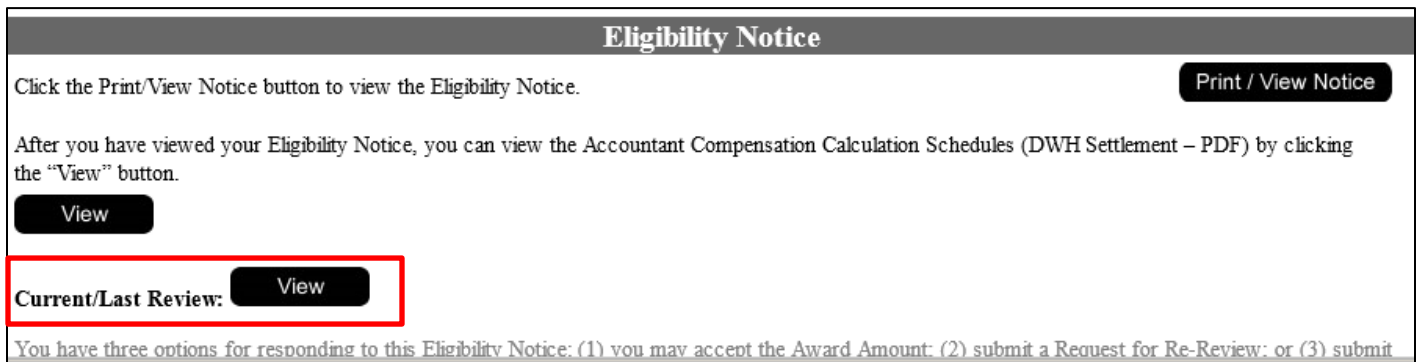 Eligibility Notice
Click the Print/View Notice button to view the Eligibility Notice.
Print / View Notice
After you have viewed your Eligibility Notice, you can view the Accountant Compensation Calculation Schedules (DWH Settlement – PDF) by clicking
the “View” button.
View
Current/Last Review:
View
You have three options for responding to this Eligibility Notice: (1) you may accept the Award Amount; (2) submit a Request for Re-Review; or (3) submit